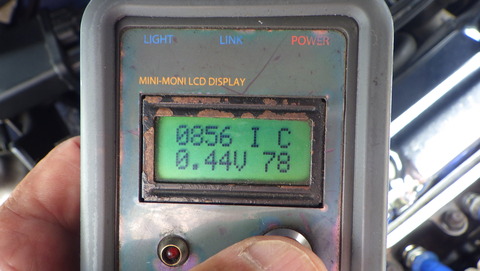 LIGHT LINK POWER
MINI-MONI LCD DISPLAY
0856 I C
0.44V 78